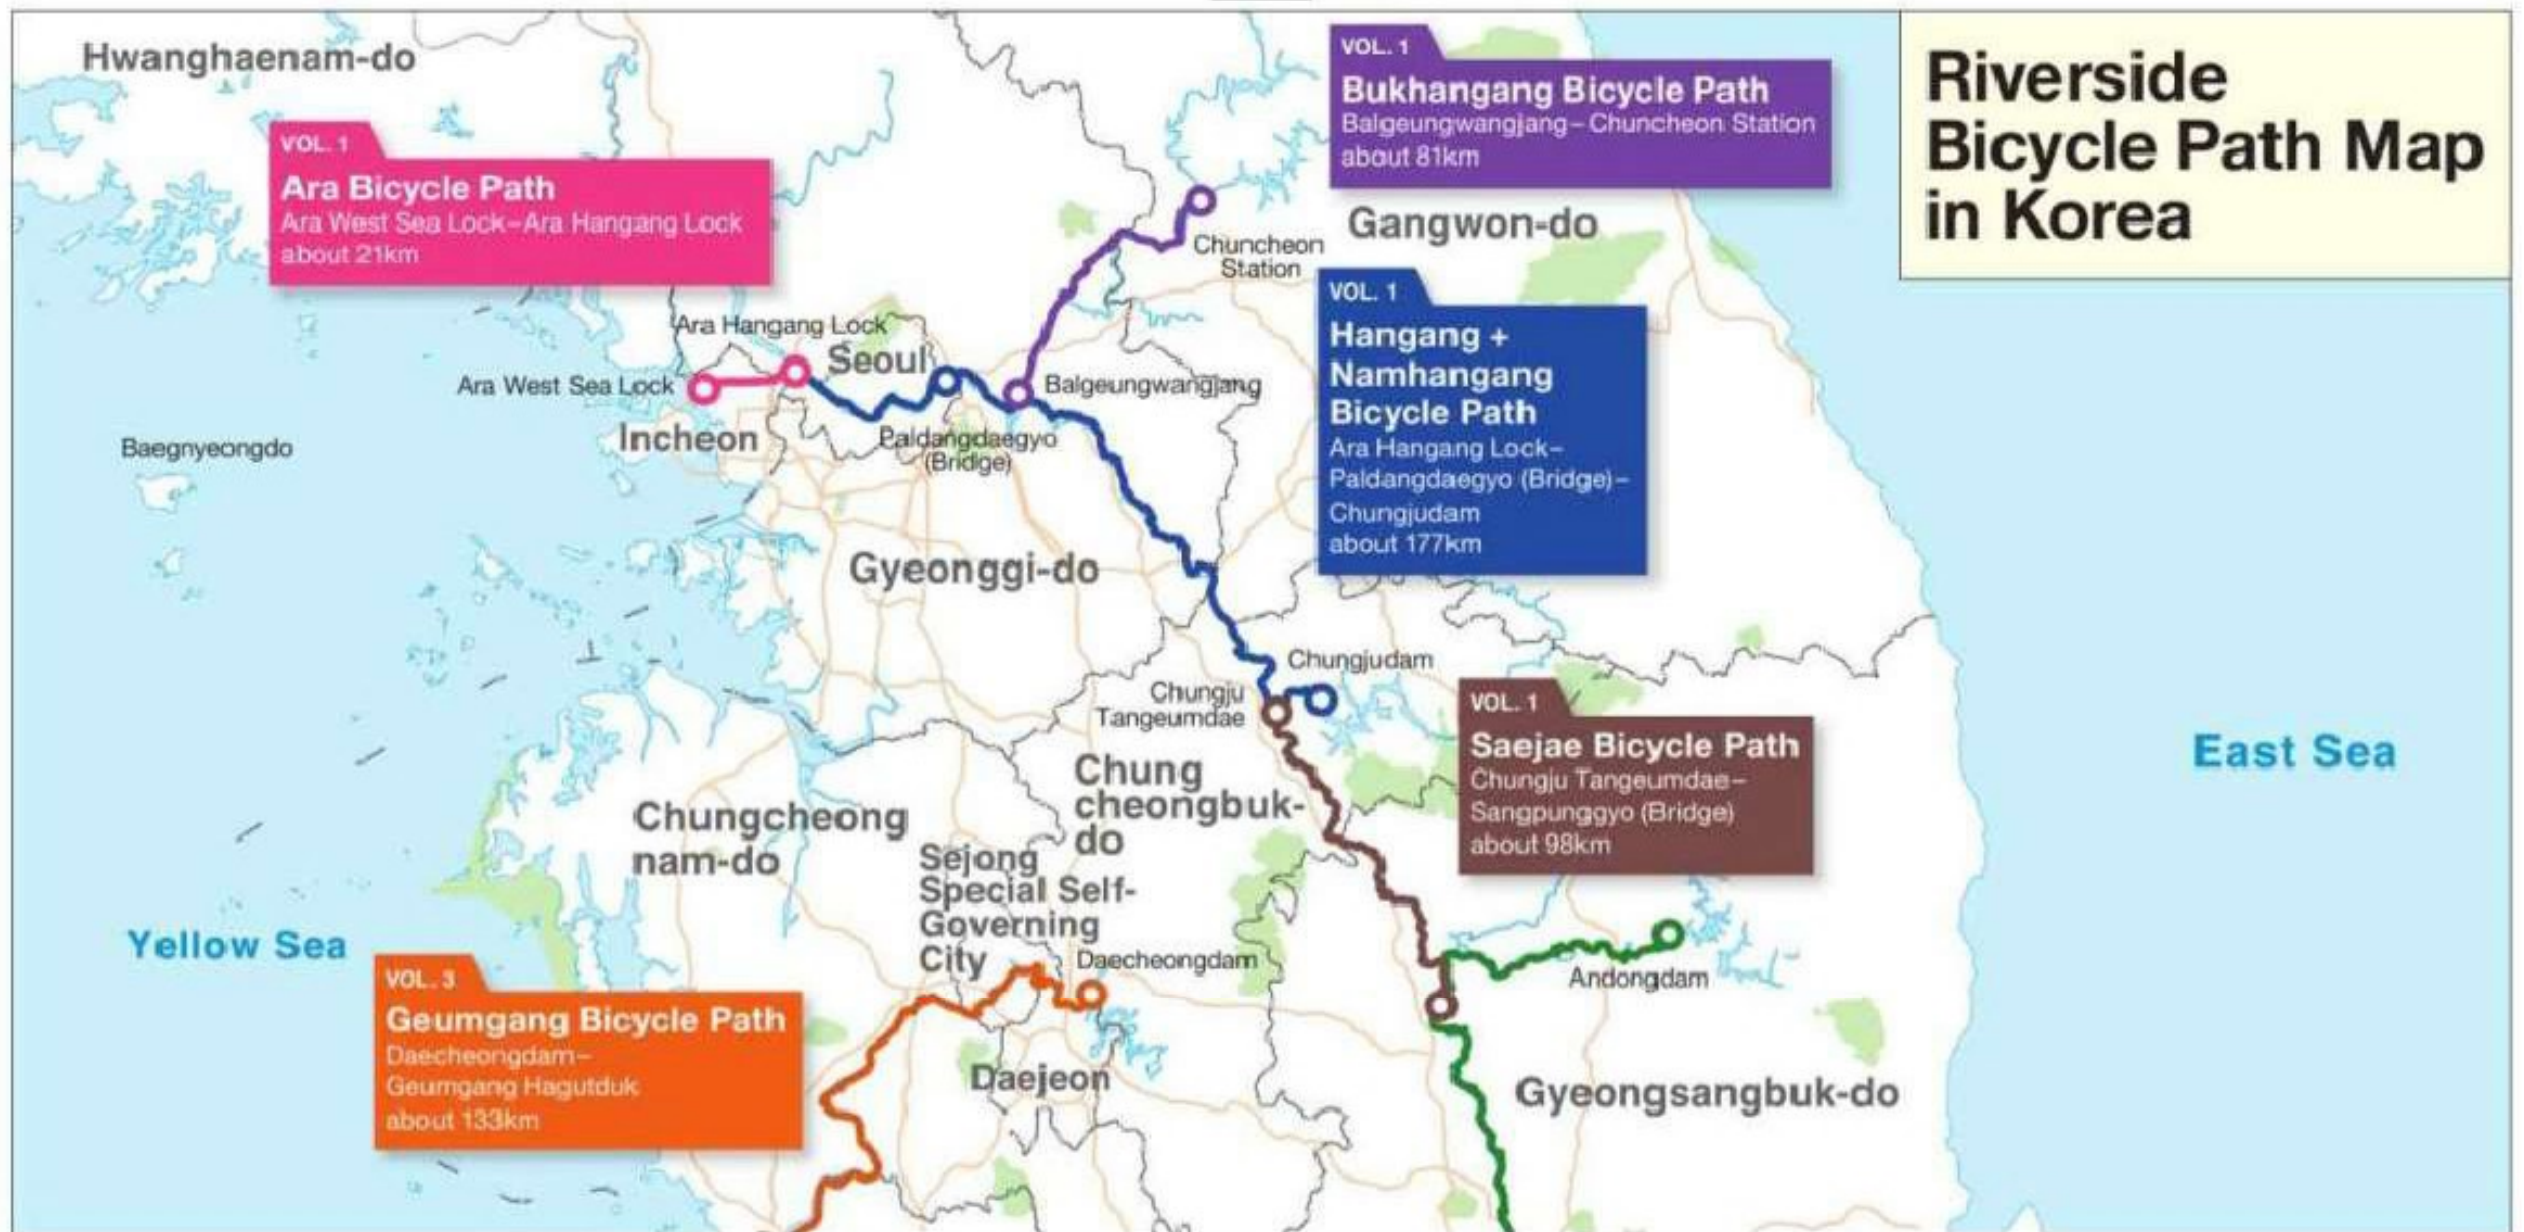 Hwanghaenam-do
VOL. 1
Ara Bicycle Path
Ara West Sea Lock–Ara Hangang Lock
about 21km
VOL. 1
Bukhangang Bicycle Path
Balgeungwangjang–Chuncheon Station
about 81km
Riverside
Bicycle Path Map
in Korea
Gangwon-do
Chuncheon
Station
VOL. 1
Hangang +
Namhangang
Bicycle Path
Ara Hangang Lock–
Paldangdaegyo (Bridge)–
Chungjudam
about 177km
Ara Hangang Lock
Seoul
Ara West Sea Lock
Balgeungwangjang
Incheon
Paldangdaegyo
(Bridge)
Baegnyeongdo
Gyeonggi-do
Chungjudam
Chungju
Tangeumdae
VOL. 1
Saejae Bicycle Path
Chungju Tangeumdae–
Sangpunggyo (Bridge)
about 98km
East Sea
Chung
cheongbuk-
do
Chungcheong
nam-do
Sejong
Special Self-
Governing
City
Daecheongdam
Yellow Sea
Andongdam
VOL. 3
Geumgang Bicycle Path
Daecheongdam–
Geumgang Hagutduk
about 133km
Daejeon
Gyeongsangbuk-do